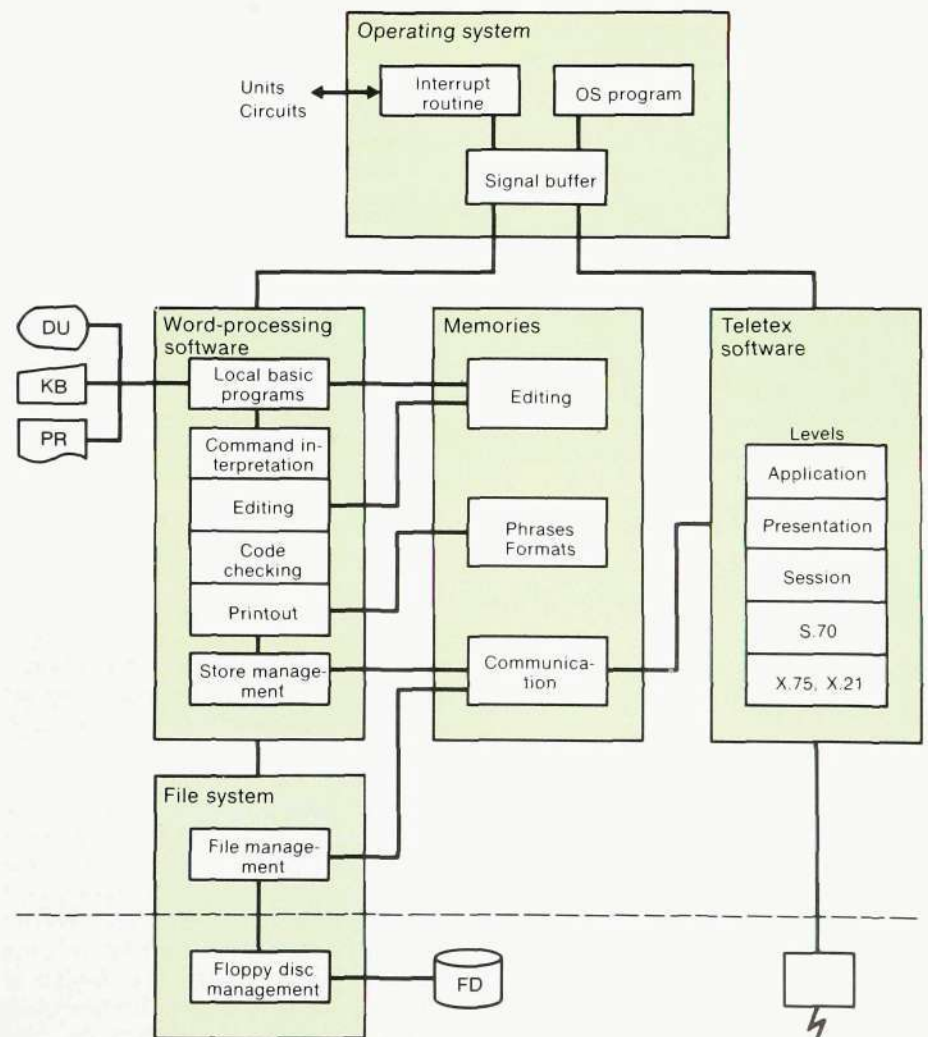 Operating system
Units
Circuits
Interrupt
routine
OS program
Signal buffer
DU
KB
PR
Word-processing
software
Local basic
programs
Command in-
terpretation
Editing
Code
checking
Printout
Store manage-
ment
Memories
Editing
Phrases
Formats
Communica-
tion
Teletex
software
Levels
Application
Presentation
Session
S.70
X.75, X.21
File system
File manage-
ment
Floppy disc
management
FD